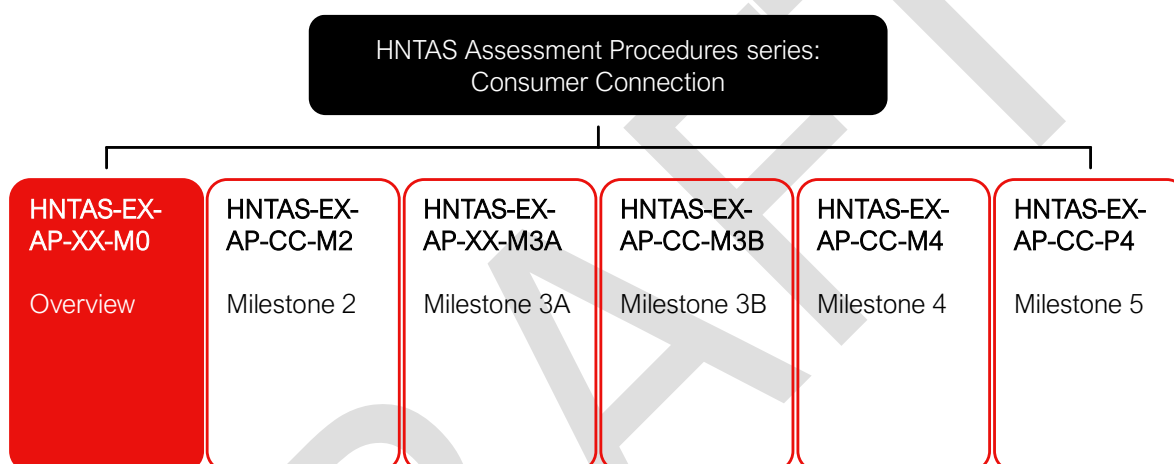 HNTAS Assessment Procedures series:
Consumer Connection
HNTAS-EX-
AP-XX-M0
Overview
HNTAS-EX-
AP-CC-M2
Milestone 2
HNTAS-EX-
AP-XX-M3A
Milestone 3A
HNTAS-EX-
AP-CC-M3B
Milestone 3B
HNTAS-EX-
AP-CC-M4
Milestone 4
HNTAS-EX-
AP-CC-P4
Milestone 5